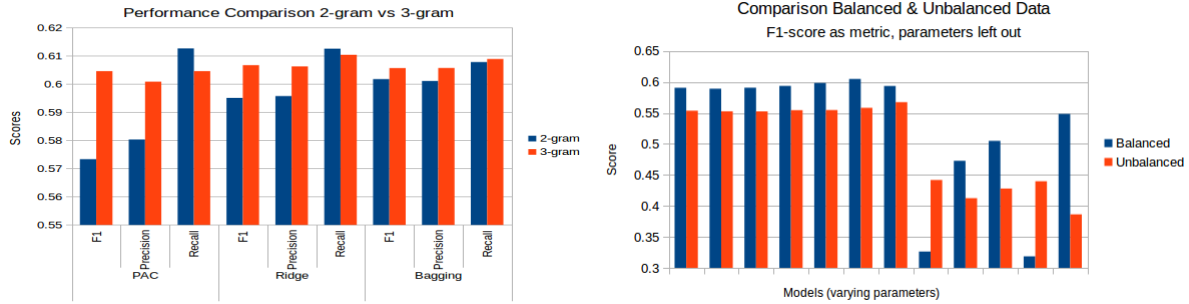 Performance Comparison 2-gram vs 3-gram
0.62
0.61
0.6
0.59
0.58
0.57
0.56
0.55
Scores
F1
Precision
Recall
F1
Precision
Recall
F1
Precision
Recall
PAC
Ridge
Bagging
2-gram
3-gram
Comparison Balanced & Unbalanced Data
F1-score as metric, parameters left out
0.65
0.6
0.55
0.5
0.45
0.4
0.35
0.3
Score
Models (varying parameters)
Balanced
Unbalanced